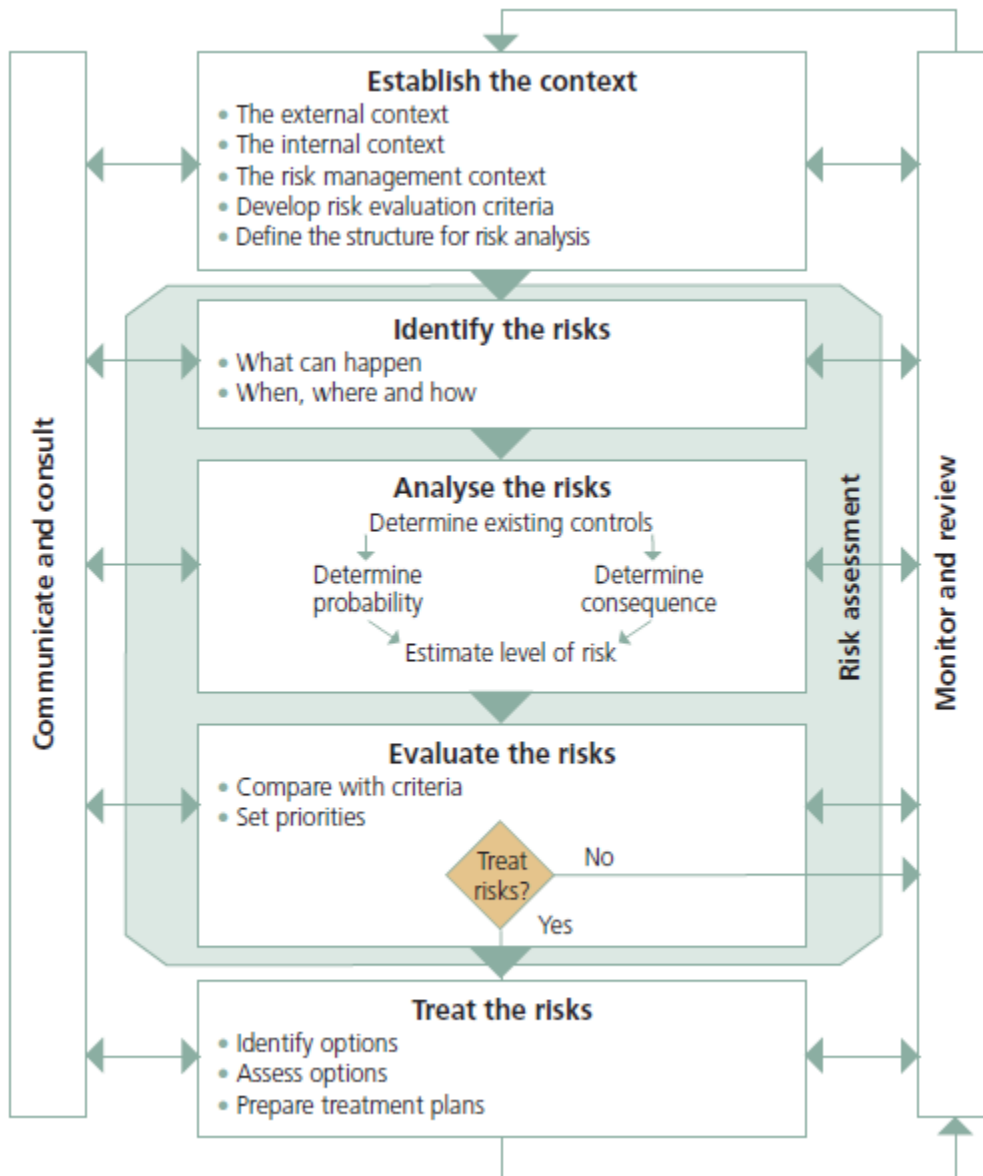 Establish the context
• The external context
• The internal context
• The risk management context
• Develop risk evaluation criteria
• Define the structure for risk analysis
Identify the risks
• What can happen
• When, where and how
Analyse the risks
Determine existing controls
Determine
probability
Determine
consequence
Estimate level of risk
Evaluate the risks
• Compare with criteria
• Set priorities
Treat
risks?
No
Yes
Treat the risks
• Identify options
• Assess options
• Prepare treatment plans
Communicate and consult
Risk assessment
Monitor and review